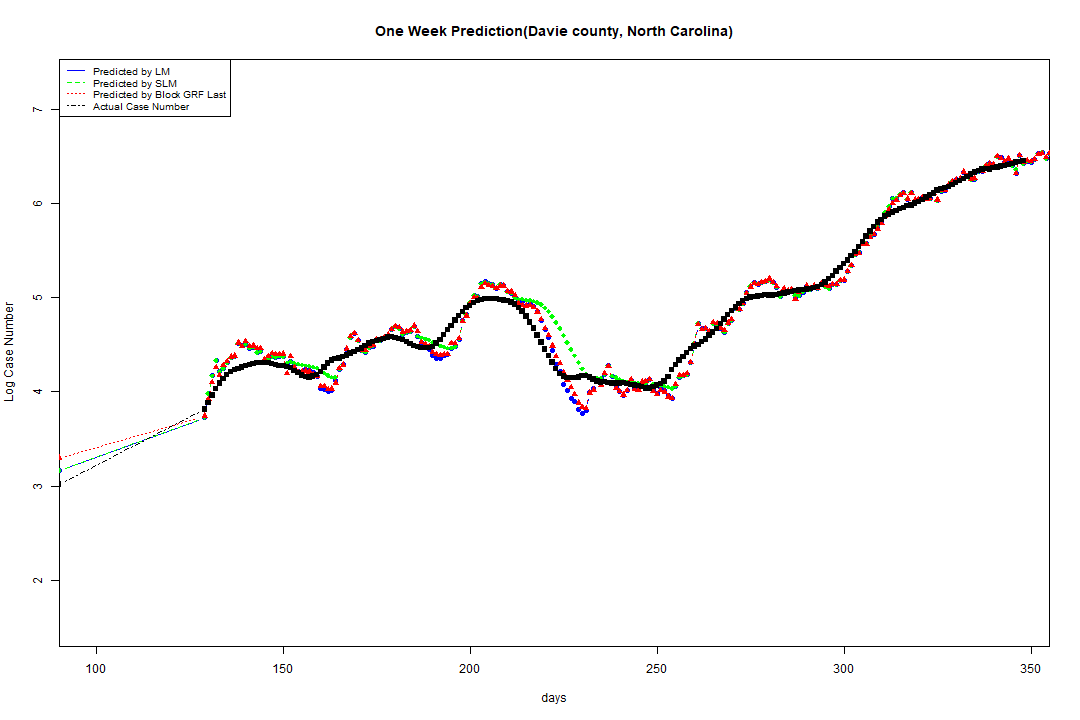 One Week Prediction(Davie county, North Carolina)
Predicted by LM
Predicted by SLM
Predicted by Block GRF Last
Actual Case Number
7
6
5
4
3
2
Log Case Number
100 150 200 250 300 350
days